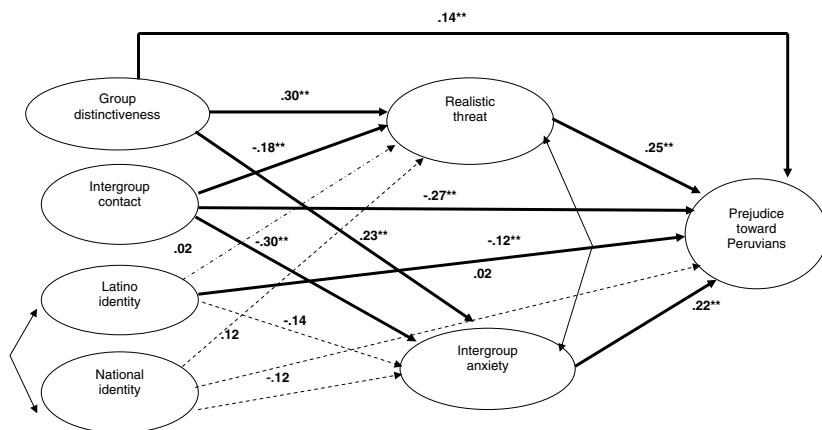 .14**
Group
distinctiveness
.30**
Realistic
threat
-.18**
.25**
Intergroup
contact
-.27**
Prejudice
toward
Peruvians
.02
-.30**
.23**
-.12**
.02
Latino
identity
.12
-.14
.22**
Intergroup
anxiety
National
identity
-.12